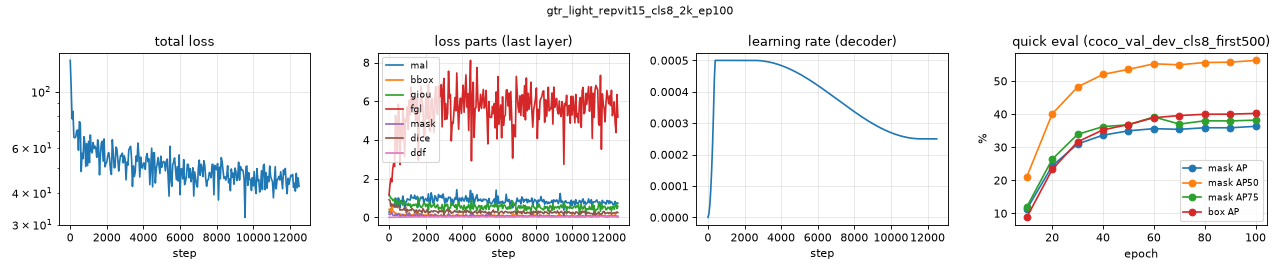 gtr_light_repvit15_cls8_2k_ep100
total loss
10²
6 × 10¹
4 × 10¹
3 × 10¹
0 2000 4000 6000 8000 10000 12000
step
loss parts (last layer)
8
6
4
2
0
mal
bbox
giou
fgl
mask
dice
ddf
0 2000 4000 6000 8000 10000 12000
step
learning rate (decoder)
0.0005
0.0004
0.0003
0.0002
0.0001
0.0000
0 2000 4000 6000 8000 10000 12000
step
quick eval (coco_val_dev_cls8_first500)
%
50
40
30
20
10
mask AP
mask AP50
mask AP75
box AP
20 40 60 80 100
epoch